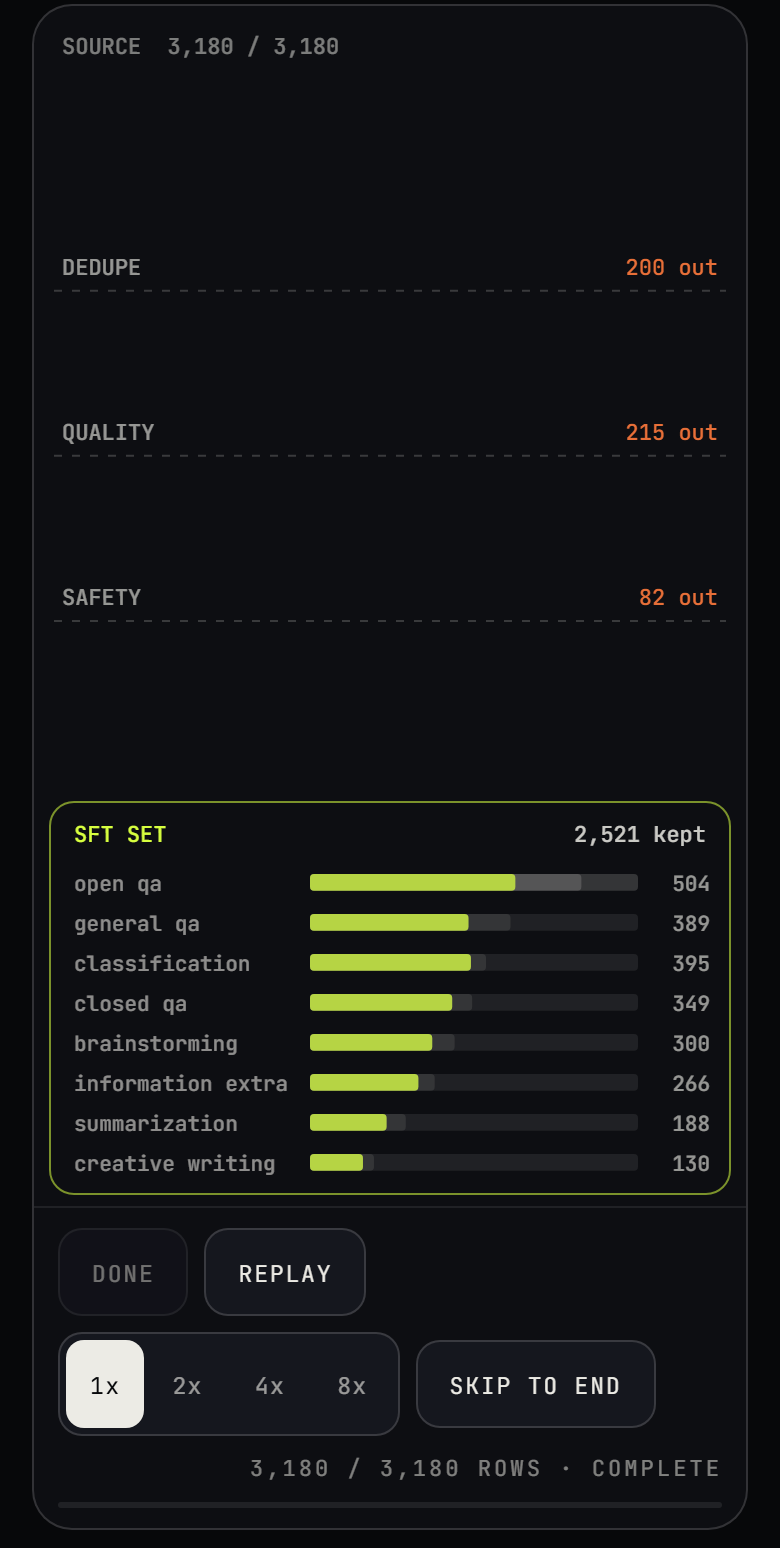 SOURCE 3,180 / 3,180
DEDUPE 200 out
QUALITY 215 out
SAFETY 82 out
SFT SET 2,521 kept
open qa 504
general qa 389
classification 395
closed qa 349
brainstorming 300
information extra 266
summarization 188
creative writing 130
DONE REPLAY
1x 2x 4x 8x SKIP TO END
3,180 / 3,180 ROWS · COMPLETE